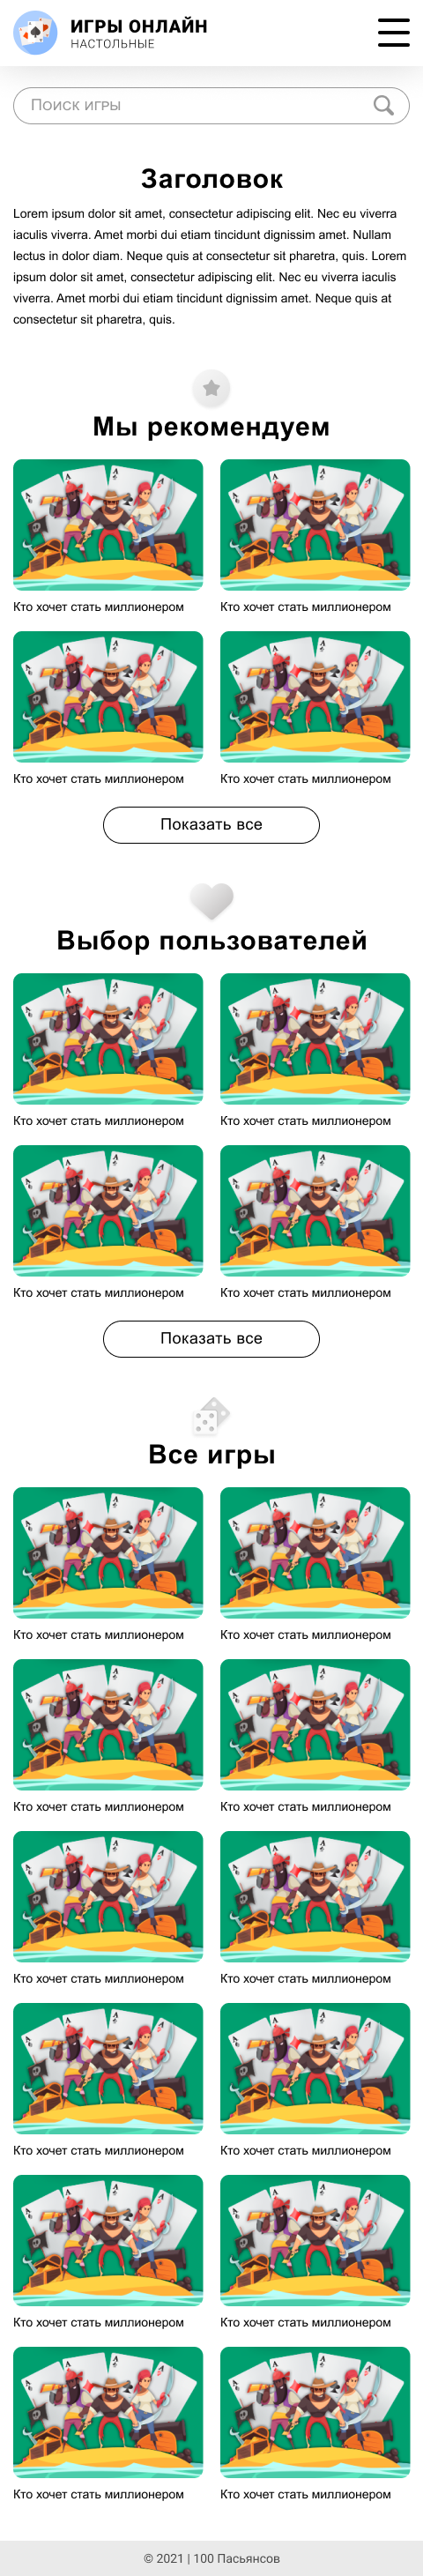 ИГРЫ ОНЛАЙН
НАСТОЛЬНЫЕ
Поиск игры
Заголовок
Lorem ipsum dolor sit amet, consectetur adipiscing elit. Nec eu viverra
iaculis viverra. Amet morbi dui etiam tincidunt dignissim amet. Nullam
lectus in dolor diam. Neque quis at consectetur sit pharetra, quis. Lorem
ipsum dolor sit amet, consectetur adipiscing elit. Nec eu viverra iaculis
viverra. Amet morbi dui etiam tincidunt dignissim amet. Neque quis at
consectetur sit pharetra, quis.
Мы рекомендуем
Кто хочет стать миллионером
Кто хочет стать миллионером
Кто хочет стать миллионером
Кто хочет стать миллионером
Показать все
Выбор пользователей
Кто хочет стать миллионером
Кто хочет стать миллионером
Кто хочет стать миллионером
Кто хочет стать миллионером
Показать все
Все игры
Кто хочет стать миллионером
Кто хочет стать миллионером
Кто хочет стать миллионером
Кто хочет стать миллионером
Кто хочет стать миллионером
Кто хочет стать миллионером
Кто хочет стать миллионером
Кто хочет стать миллионером
Кто хочет стать миллионером
Кто хочет стать миллионером
Кто хочет стать миллионером
Кто хочет стать миллионером
© 2021 | 100 Пасьянсов